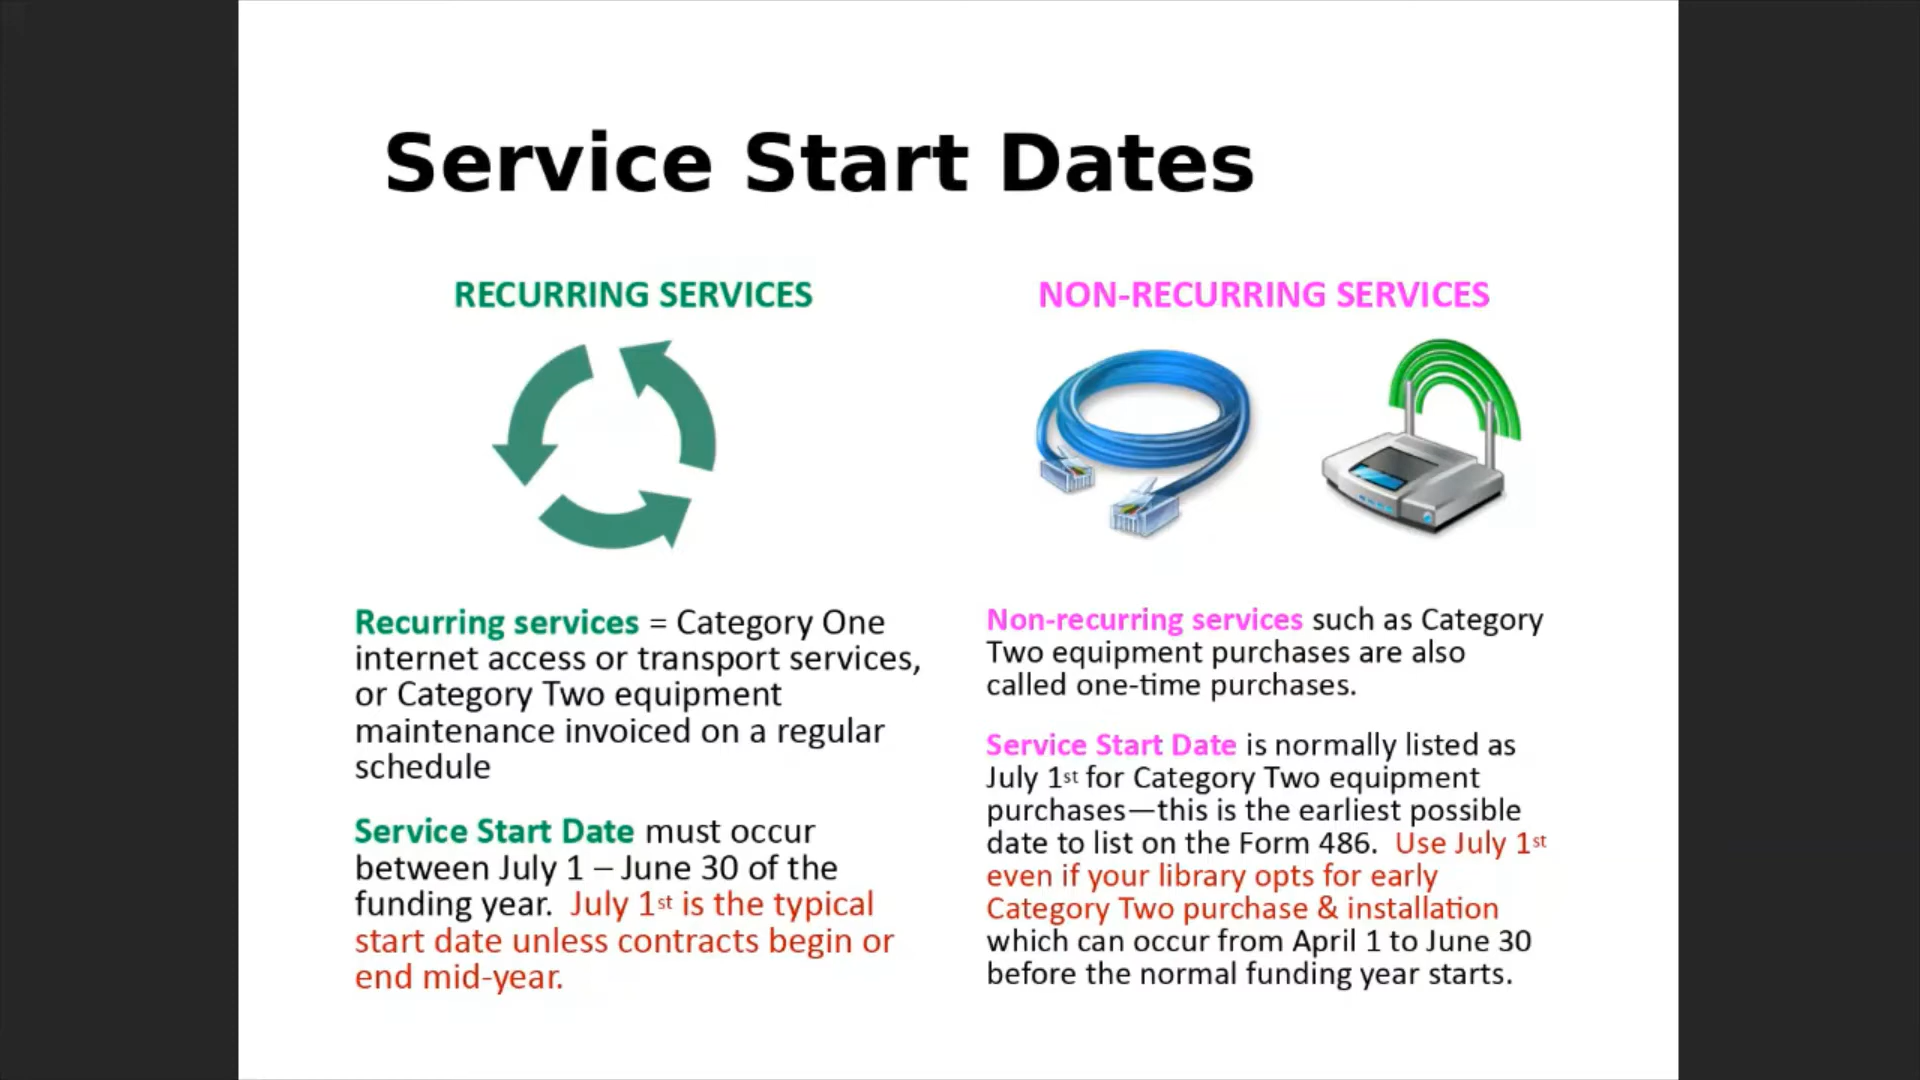 Service Start Dates
RECURRING SERVICES
Recurring services = Category One
internet access or transport services,
or Category Two equipment
maintenance invoiced on a regular
schedule
Service Start Date must occur
between July 1 – June 30 of the
funding year.  July 1st is the typical
start date unless contracts begin or
end mid-year.
NON-RECURRING SERVICES
Non-recurring services such as Category
Two equipment purchases are also
called one-time purchases.
Service Start Date is normally listed as
July 1st for Category Two equipment
purchases—this is the earliest possible
date to list on the Form 486.  Use July 1st
even if your library opts for early
Category Two purchase & installation
which can occur from April 1 to June 30
before the normal funding year starts.